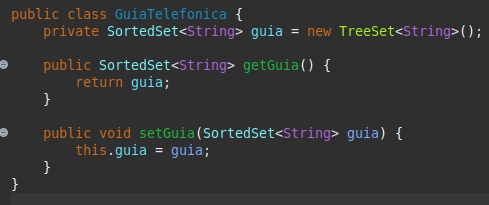 public class GuiaTelefonica {
    private SortedSet<String> guia = new TreeSet<String>();
    public SortedSet<String> getGuia() {
        return guia;
    }
    public void setGuia(SortedSet<String> guia) {
        this.guia = guia;
    }
}